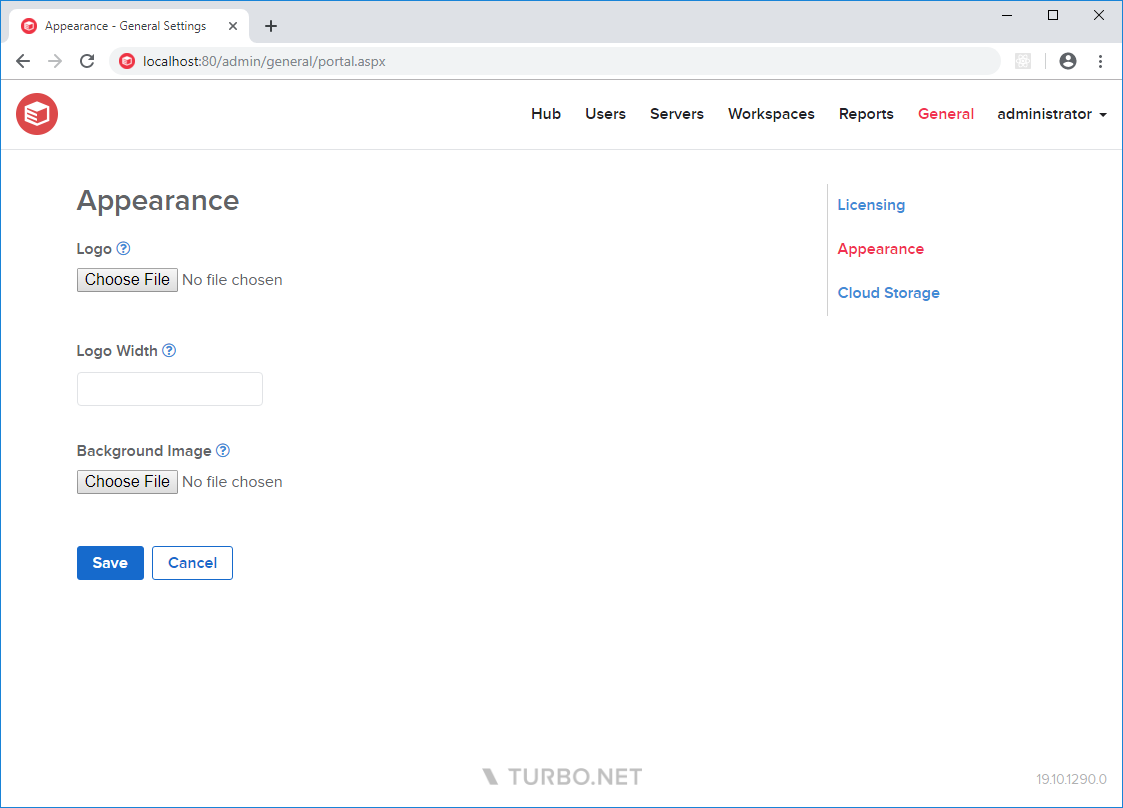 Appearance - General Settings
localhost:80/admin/general/portal.aspx
Hub Users Servers Workspaces Reports General administrator
Appearance
Logo ?
Choose File No file chosen
Logo Width ?
Background Image ?
Choose File No file chosen
Save Cancel
Licensing
Appearance
Cloud Storage
TURBO.NET
19.10.1290.0